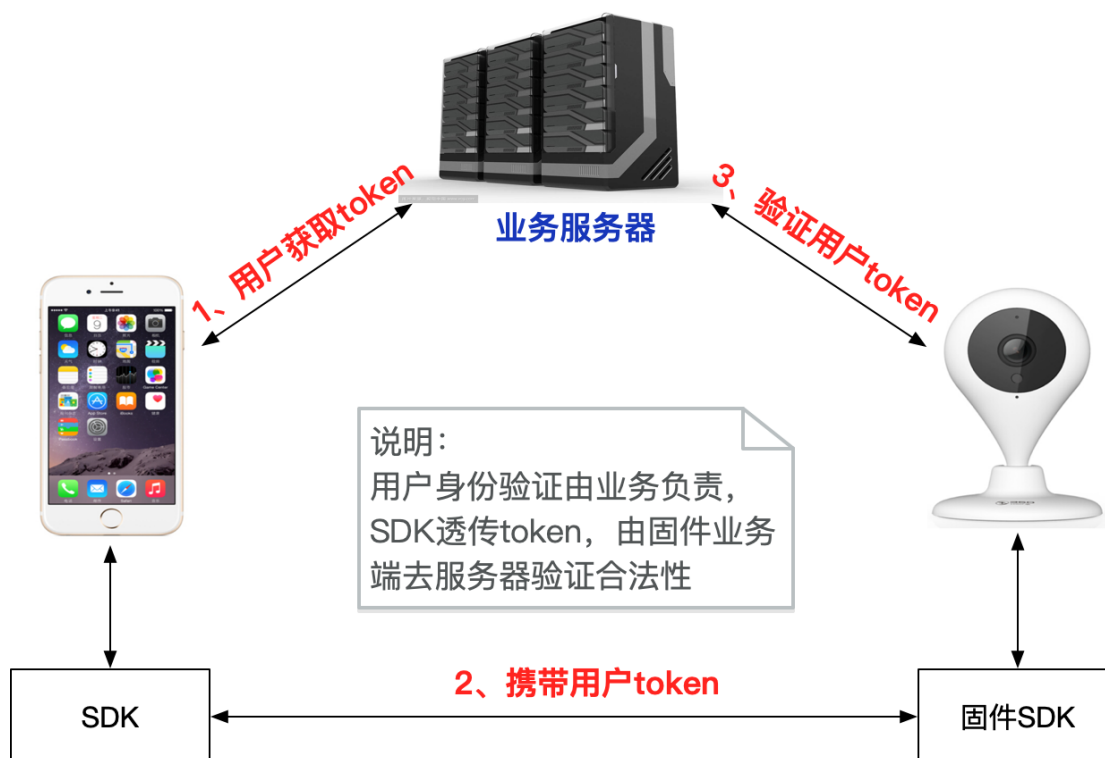 业务服务器
1、用户获取token
3、验证用户token
说明：
用户身份验证由业务负责，
SDK透传token，由固件业务
端去服务器验证合法性
2、携带用户token
SDK
固件SDK